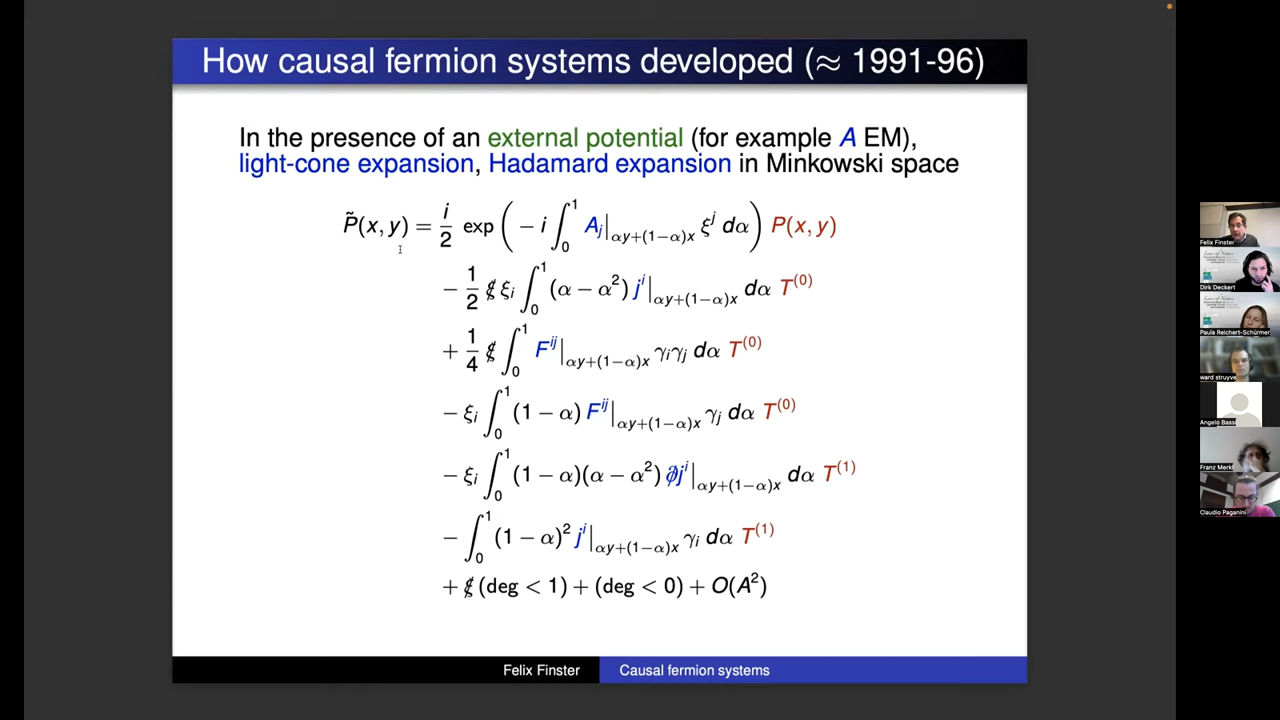 How causal fermion systems developed (≈ 1991-96)
In the presence of an external potential (for example A EM),
light-cone expansion, Hadamard expansion in Minkowski space
P̃(x, y) = i/2 exp ( − i ∫₀¹ A_j|_{αy+(1−α)x} ξ^j dα ) P(x, y)
− 1/2 ξ̸ ξ_i ∫₀¹ (α − α²) j^i|_{αy+(1−α)x} dα T^(0)
+ 1/4 ξ̸ ∫₀¹ F^{ij}|_{αy+(1−α)x} γ_i γ_j dα T^(0)
− ξ_i ∫₀¹ (1 − α) F^{ij}|_{αy+(1−α)x} γ_j dα T^(0)
− ξ_i ∫₀¹ (1 − α)(α − α²) ∂̸j^i|_{αy+(1−α)x} dα T^(1)
− ∫₀¹ (1 − α)² j^i|_{αy+(1−α)x} γ_i dα T^(1)
+ ξ̸ (deg < 1) + (deg < 0) + O(A²)
Felix Finster Causal fermion systems
Felix Finster
Dirk Deckert
Paula Reichert-Schürmer
ward struyve
Angelo Bassi
Franz Merkl
Claudio Paganini